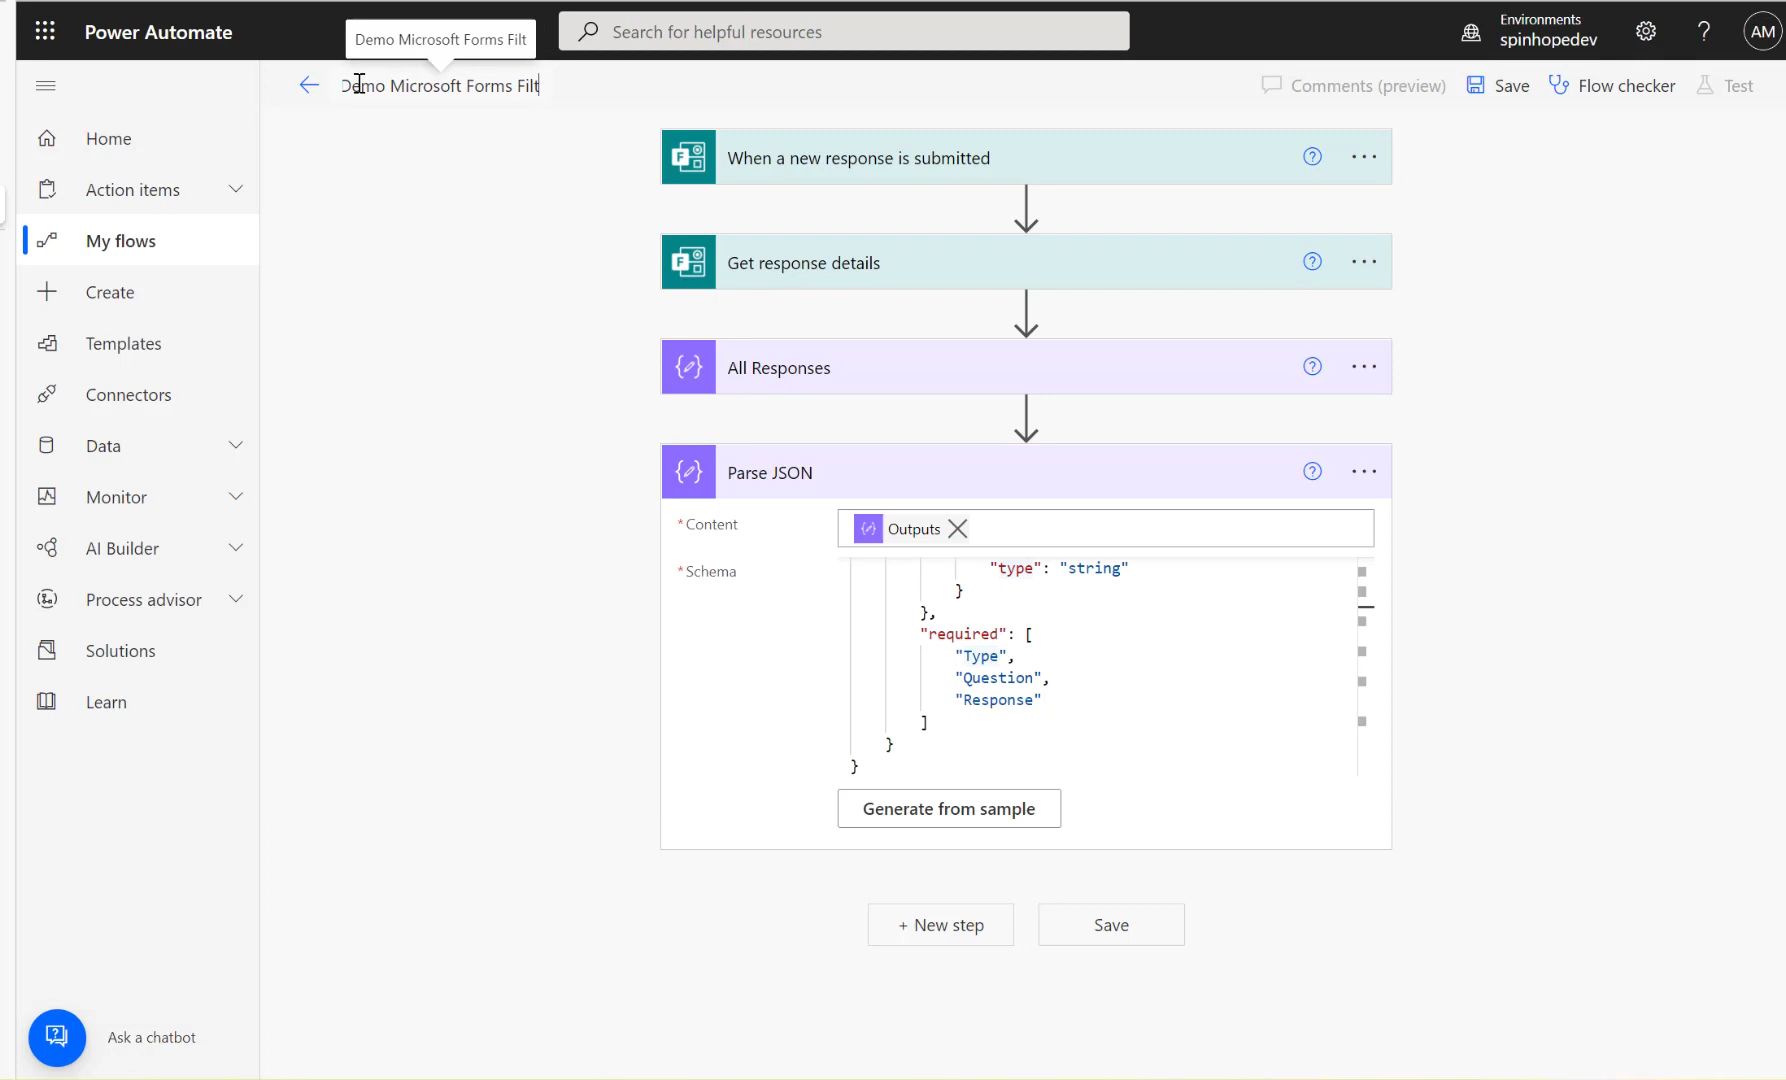 Power Automate
Demo Microsoft Forms Filt
Search for helpful resources
Environments
spinhopedev
?
AM
Demo Microsoft Forms Filt
Comments (preview)
Save
Flow checker
Test
Home
Action items
My flows
Create
Templates
Connectors
Data
Monitor
AI Builder
Process advisor
Solutions
Learn
Ask a chatbot
When a new response is submitted
?
...
Get response details
?
...
All Responses
?
...
Parse JSON
?
...
*Content
Outputs
*Schema
"type": "string"
}
},
"required": [
"Type",
"Question",
"Response"
]
}
}
Generate from sample
+ New step
Save